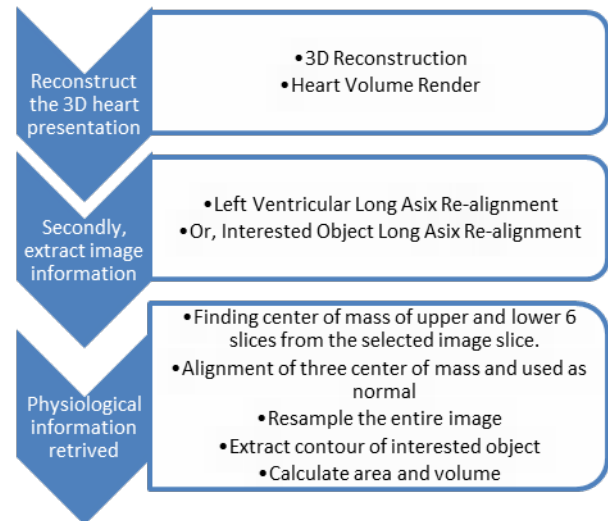 Reconstruct
the 3D heart
presentation
•3D Reconstruction
•Heart Volume Render
Secondly,
extract image
information
•Left Ventricular Long Asix Re-alignment
•Or, Interested Object Long Asix Re-alignment
Physiological
information
retrived
•Finding center of mass of upper and lower 6
slices from the selected image slice.
•Alignment of three center of mass and used as
normal
•Resample the entire image
•Extract contour of interested object
•Calculate area and volume